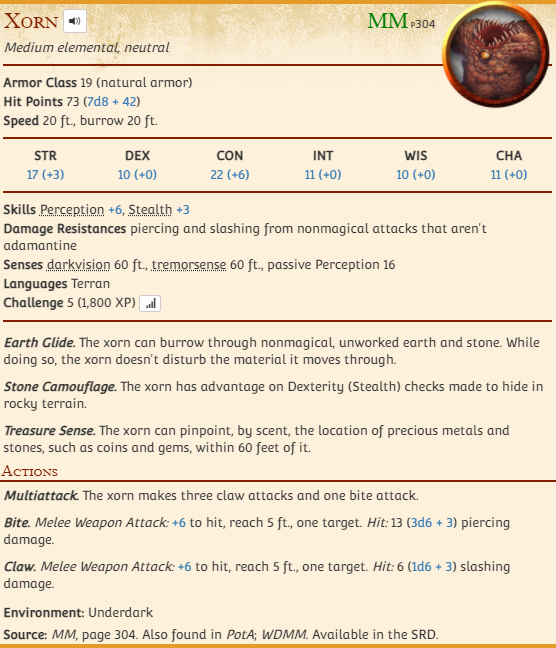 Xorn MM p304
Medium elemental, neutral
Armor Class 19 (natural armor)
Hit Points 73 (7d8 + 42)
Speed 20 ft., burrow 20 ft.
STR DEX CON INT WIS CHA
17 (+3) 10 (+0) 22 (+6) 11 (+0) 10 (+0) 11 (+0)
Skills Perception +6, Stealth +3
Damage Resistances piercing and slashing from nonmagical attacks that aren't
adamantine
Senses darkvision 60 ft., tremorsense 60 ft., passive Perception 16
Languages Terran
Challenge 5 (1,800 XP)
Earth Glide. The xorn can burrow through nonmagical, unworked earth and stone. While
doing so, the xorn doesn't disturb the material it moves through.
Stone Camouflage. The xorn has advantage on Dexterity (Stealth) checks made to hide in
rocky terrain.
Treasure Sense. The xorn can pinpoint, by scent, the location of precious metals and
stones, such as coins and gems, within 60 feet of it.
Actions
Multiattack. The xorn makes three claw attacks and one bite attack.
Bite. Melee Weapon Attack: +6 to hit, reach 5 ft., one target. Hit: 13 (3d6 + 3) piercing
damage.
Claw. Melee Weapon Attack: +6 to hit, reach 5 ft., one target. Hit: 6 (1d6 + 3) slashing
damage.
Environment: Underdark
Source: MM, page 304. Also found in PotA; WDMM. Available in the SRD.